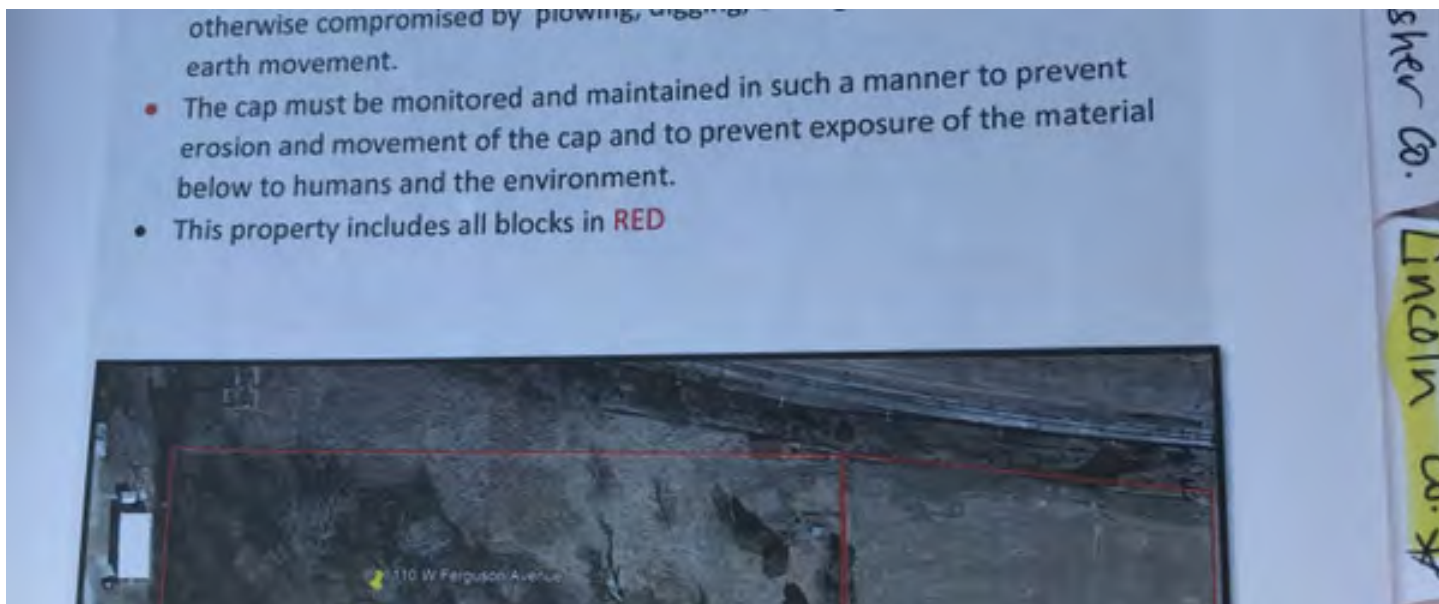 otherwise compromised by plowing, digging,
earth movement.
• The cap must be monitored and maintained in such a manner to prevent
erosion and movement of the cap and to prevent exposure of the material
below to humans and the environment.
• This property includes all blocks in RED
110 W Ferguson Avenue
sher Co.
Lincoln Co.